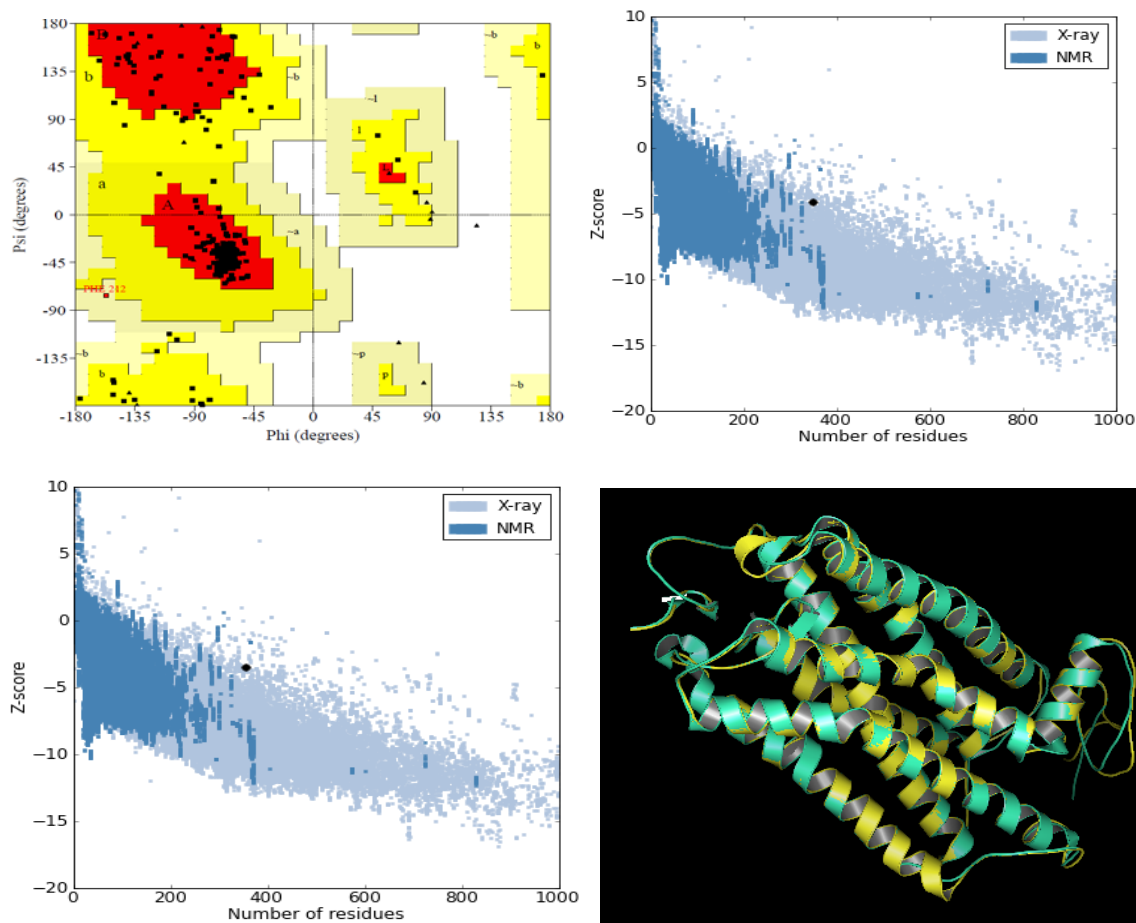 180
135
90
45
0
-45
-90
-135
-180
Psi (degrees)
B
b
~b
b
~l
l
L
a
A
~a
PHE 212
~b
b
~p
p
~b
b
~b
-180 -135 -90 -45 0 45 90 135 180
Phi (degrees)
10
5
0
−5
−10
−15
−20
Z-score
X-ray
NMR
0 200 400 600 800 1000
Number of residues
10
5
0
−5
−10
−15
−20
Z-score
X-ray
NMR
0 200 400 600 800 1000
Number of residues